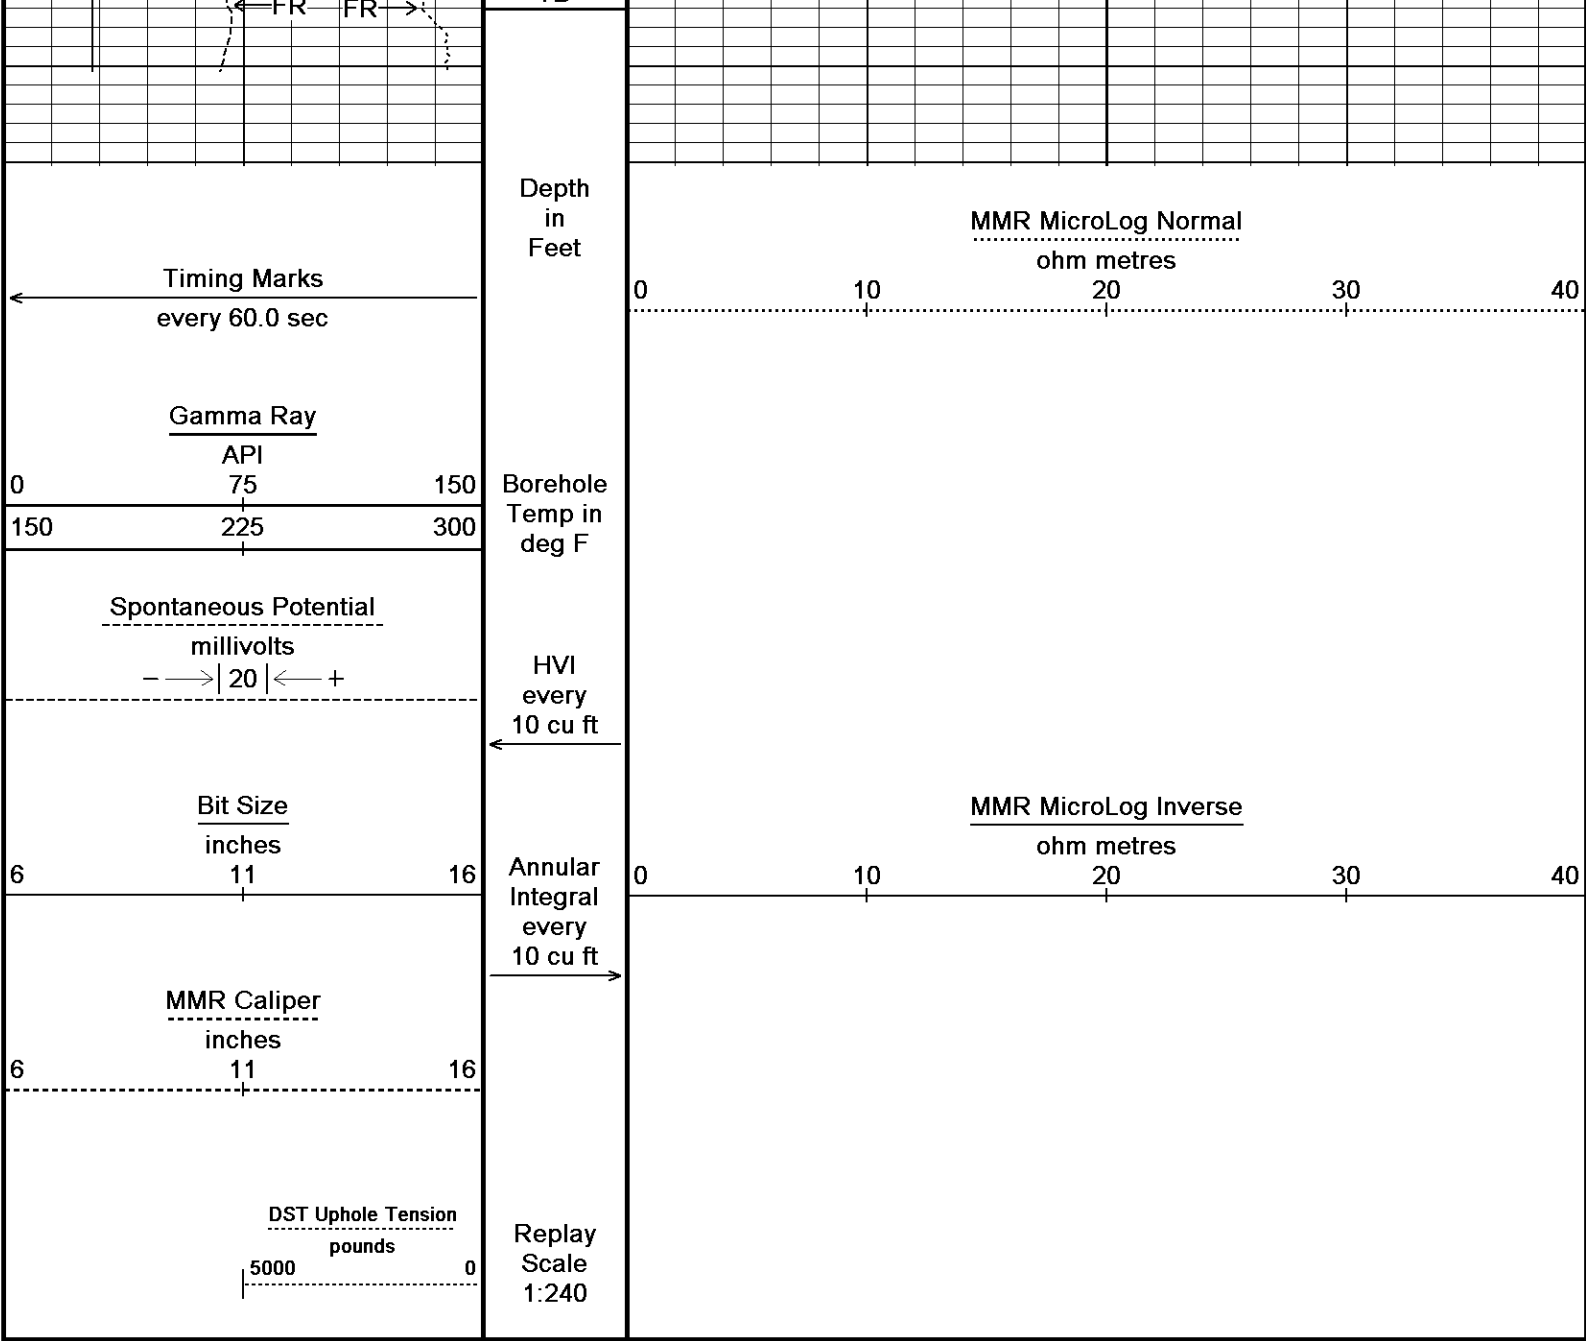 FR FR
Timing Marks
every 60.0 sec
Gamma Ray
API
0 75 150
150 225 300
Spontaneous Potential
millivolts
− 20 +
Bit Size
inches
6 11 16
MMR Caliper
inches
6 11 16
DST Uphole Tension
pounds
5000 0
Depth
in
Feet
Borehole
Temp in
deg F
HVI
every
10 cu ft
Annular
Integral
every
10 cu ft
Replay
Scale
1:240
MMR MicroLog Normal
ohm metres
0 10 20 30 40
MMR MicroLog Inverse
ohm metres
0 10 20 30 40